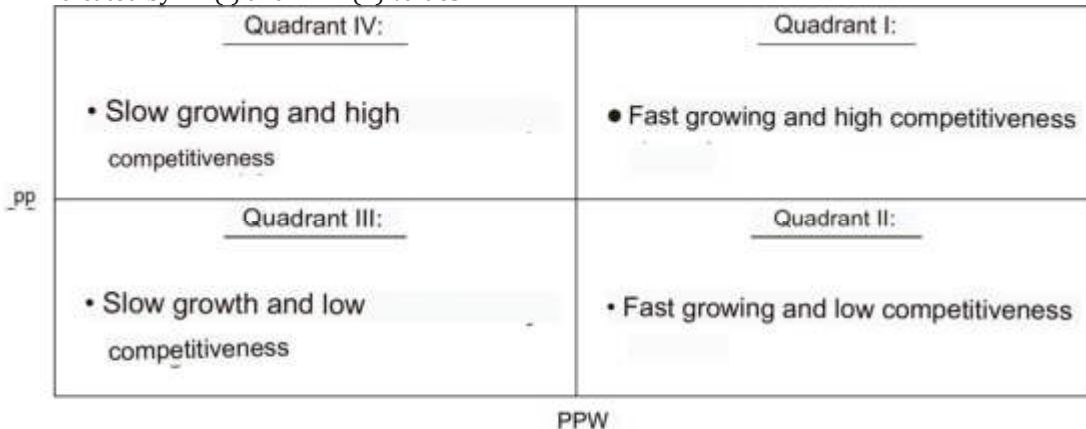 Quadrant IV:
Quadrant I:
• Slow growing and high
competitiveness
• Fast growing and high competitiveness
pp
Quadrant III:
Quadrant II:
• Slow growth and low
competitiveness
• Fast growing and low competitiveness
PPW